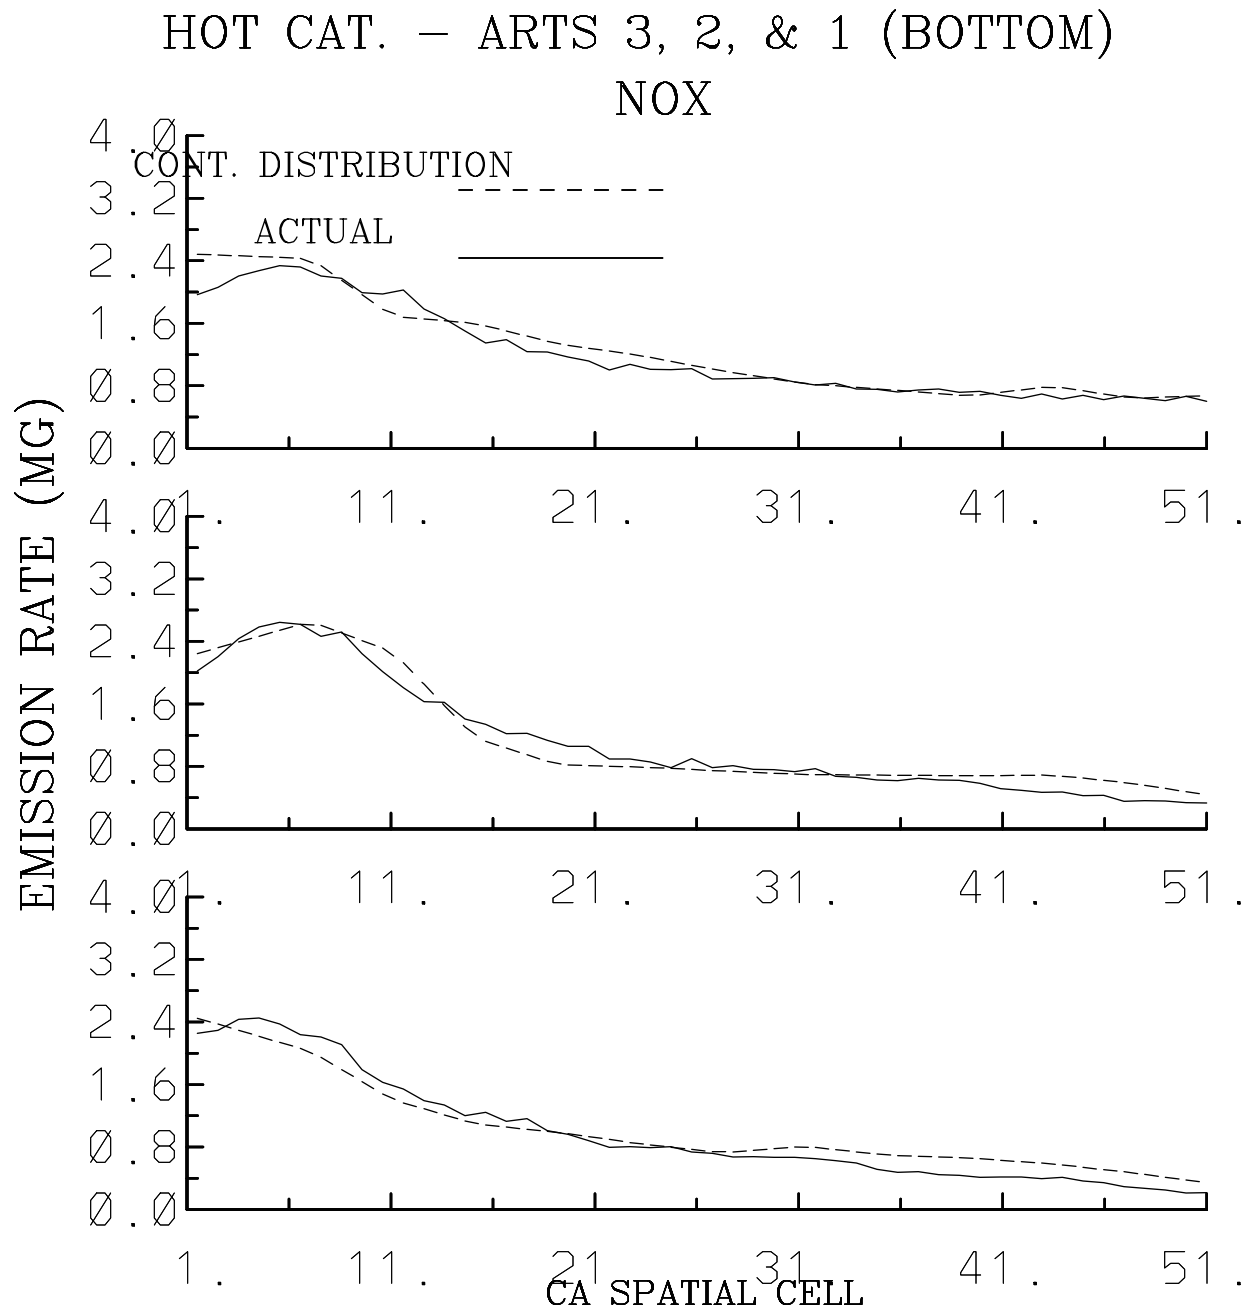 HOT CAT. – ARTS 3, 2, & 1 (BOTTOM)
NOX
EMISSION RATE (MG)
4.0
CONT. DISTRIBUTION
3.2
ACTUAL
2.4
1.6
0.8
0.0
1. 11. 21. 31. 41. 51.
4.0
3.2
2.4
1.6
0.8
0.0
1. 11. 21. 31. 41. 51.
4.0
3.2
2.4
1.6
0.8
0.0
1. 11. 21. 31. 41. 51.
CA SPATIAL CELL